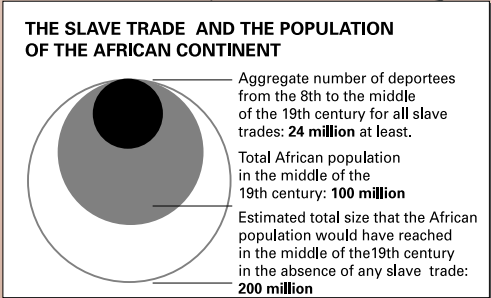 THE SLAVE TRADE AND THE POPULATION
OF THE AFRICAN CONTINENT
Aggregate number of deportees
from the 8th to the middle
of the 19th century for all slave
trades: 24 million at least.
Total African population
in the middle of the
19th century: 100 million
Estimated total size that the African
population would have reached
in the middle of the19th century
in the absence of any slave trade:
200 million